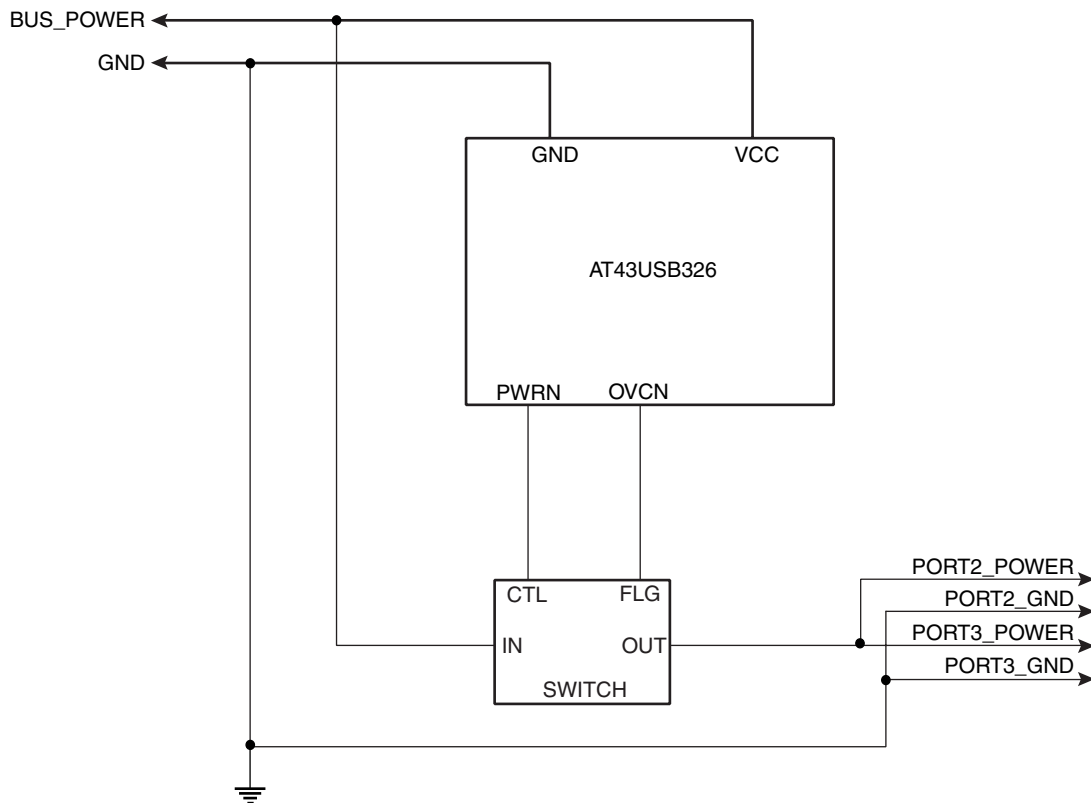 BUS_POWER
GND
GND
VCC
AT43USB326
PWRN
OVCN
CTL
FLG
IN
OUT
SWITCH
PORT2_POWER
PORT2_GND
PORT3_POWER
PORT3_GND